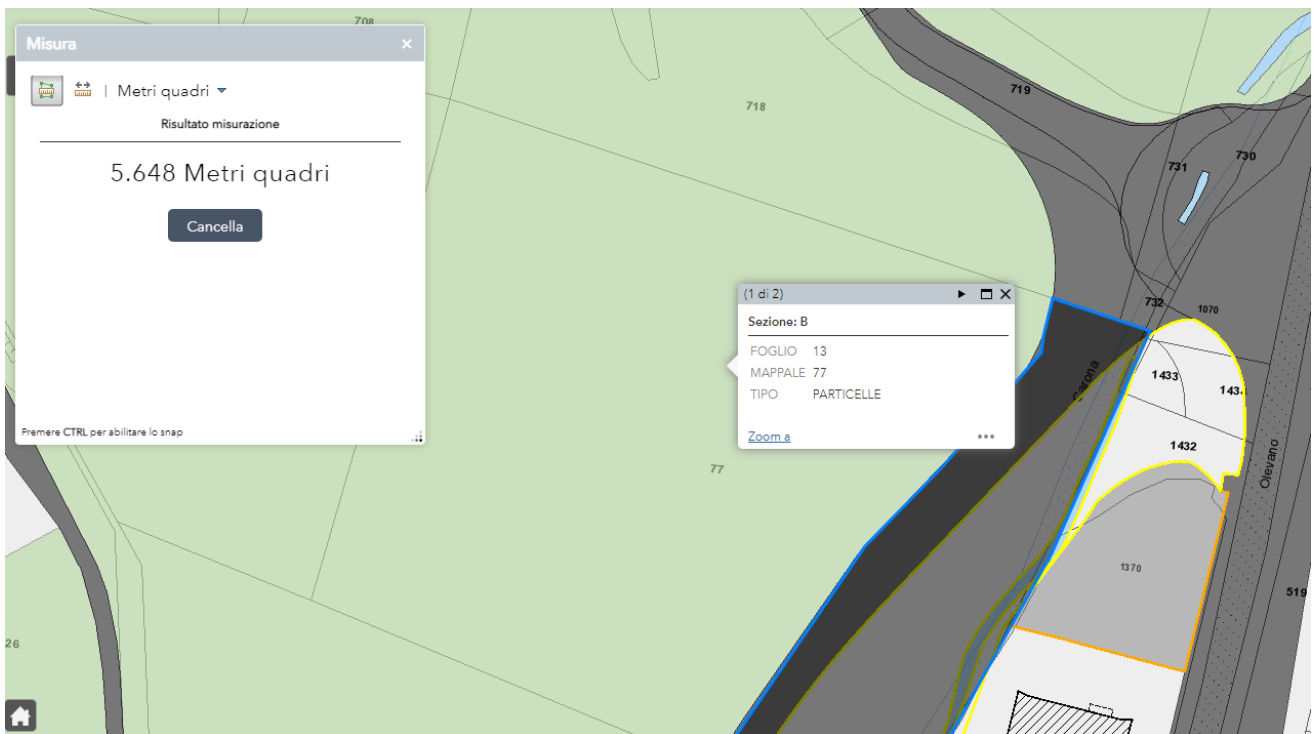 Misura
Metri quadri
Risultato misurazione
5.648 Metri quadri
Cancella
Premere CTRL per abilitare lo snap
708
718
719
731
730
732
1070
(1 di 2)
Sezione: B
FOGLIO 13
MAPPALE 77
TIPO PARTICELLE
Zoom a
1433
1432
77
Olevano
1370
519
26